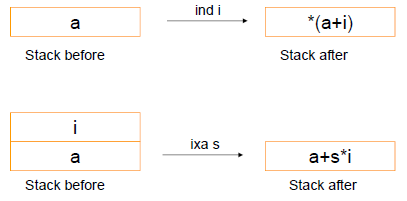 a
ind i
*(a+i)
Stack before
Stack after
i
a
ixa s
a+s*i
Stack before
Stack after